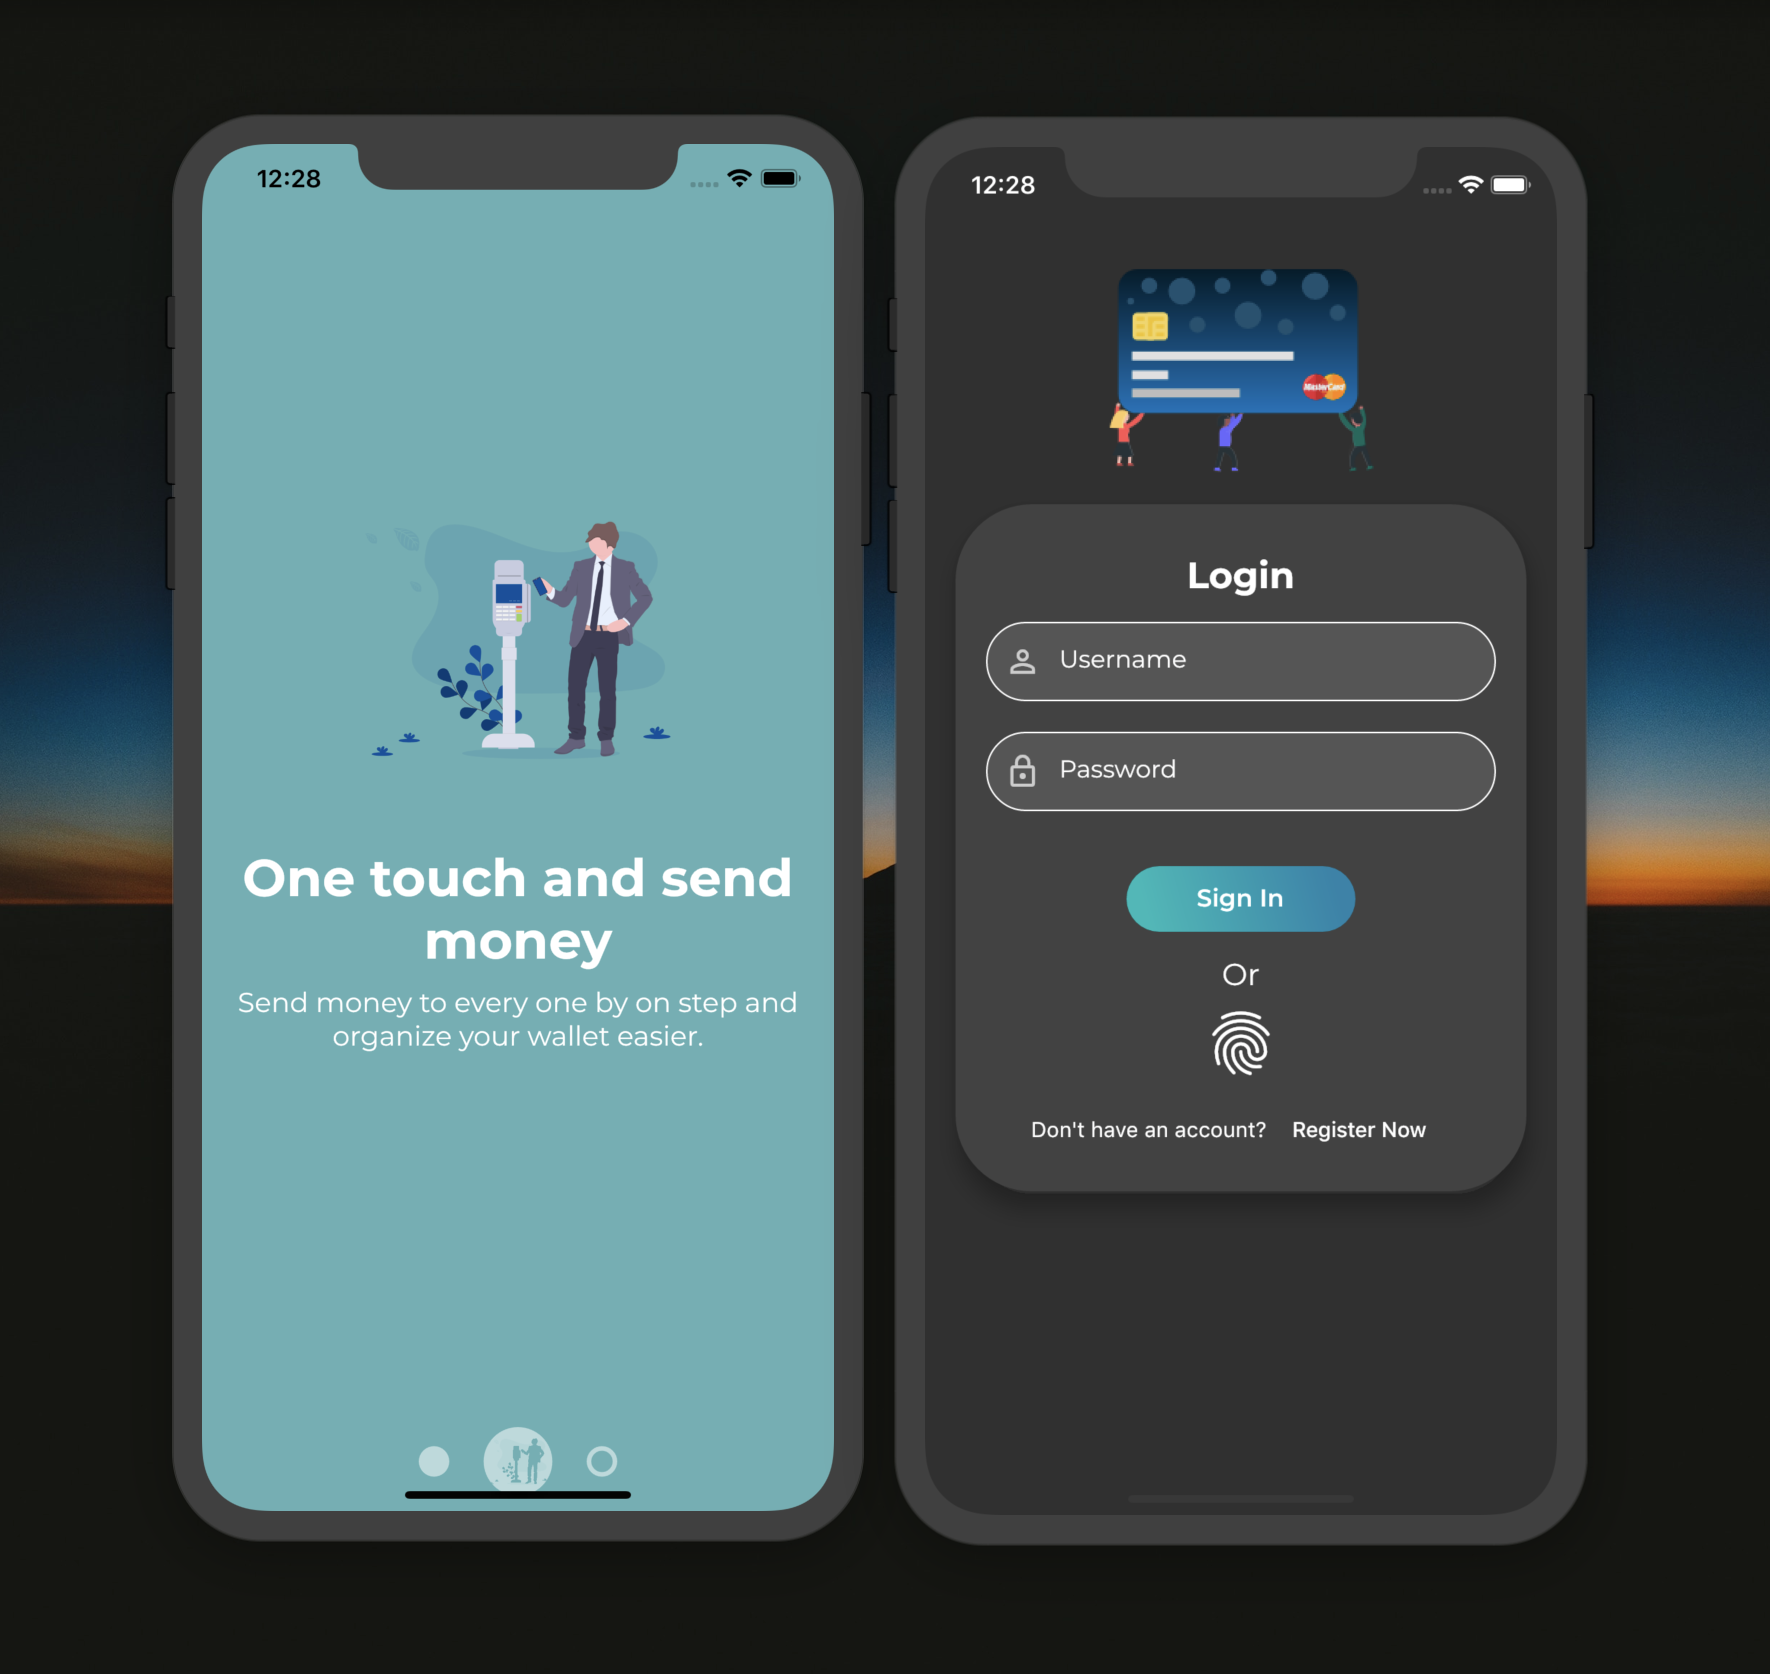 12:28
One touch and send
money
Send money to every one by on step and
organize your wallet easier.
12:28
MasterCard
Login
Username
Password
Sign In
Or
Don't have an account? Register Now